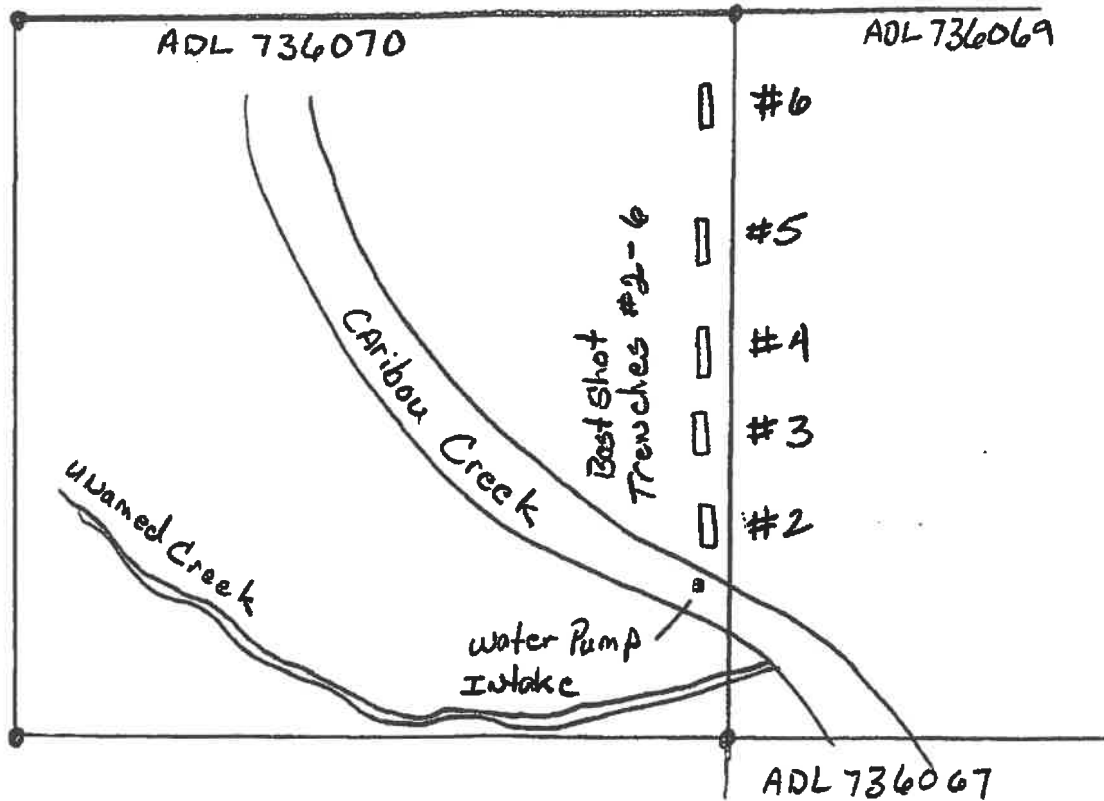 ADL 736070
ADL 736069
#6
#5
#4
#3
#2
Best Shot
Trenches #2-6
Caribou Creek
unamed Creek
water Pump
Intake
ADL 736067